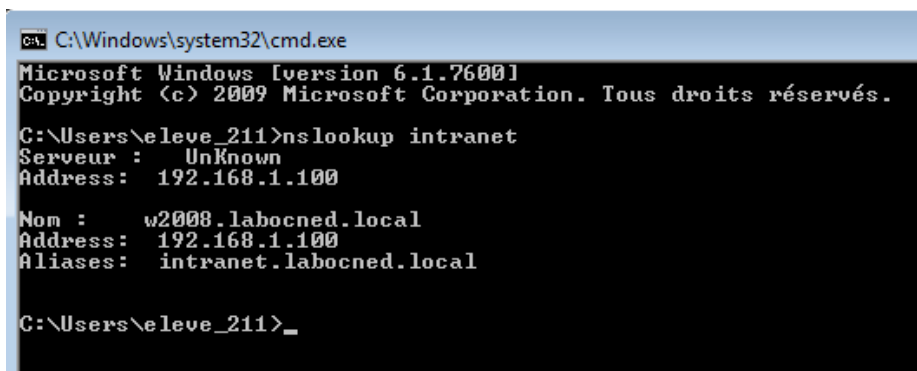 C:\Windows\system32\cmd.exe
Microsoft Windows [version 6.1.7600]
Copyright (c) 2009 Microsoft Corporation. Tous droits réservés.
C:\Users\eleve_211>nslookup intranet
Serveur :   UnKnown
Address:  192.168.1.100
Nom :    w2008.labocned.local
Address:  192.168.1.100
Aliases:  intranet.labocned.local
C:\Users\eleve_211>_